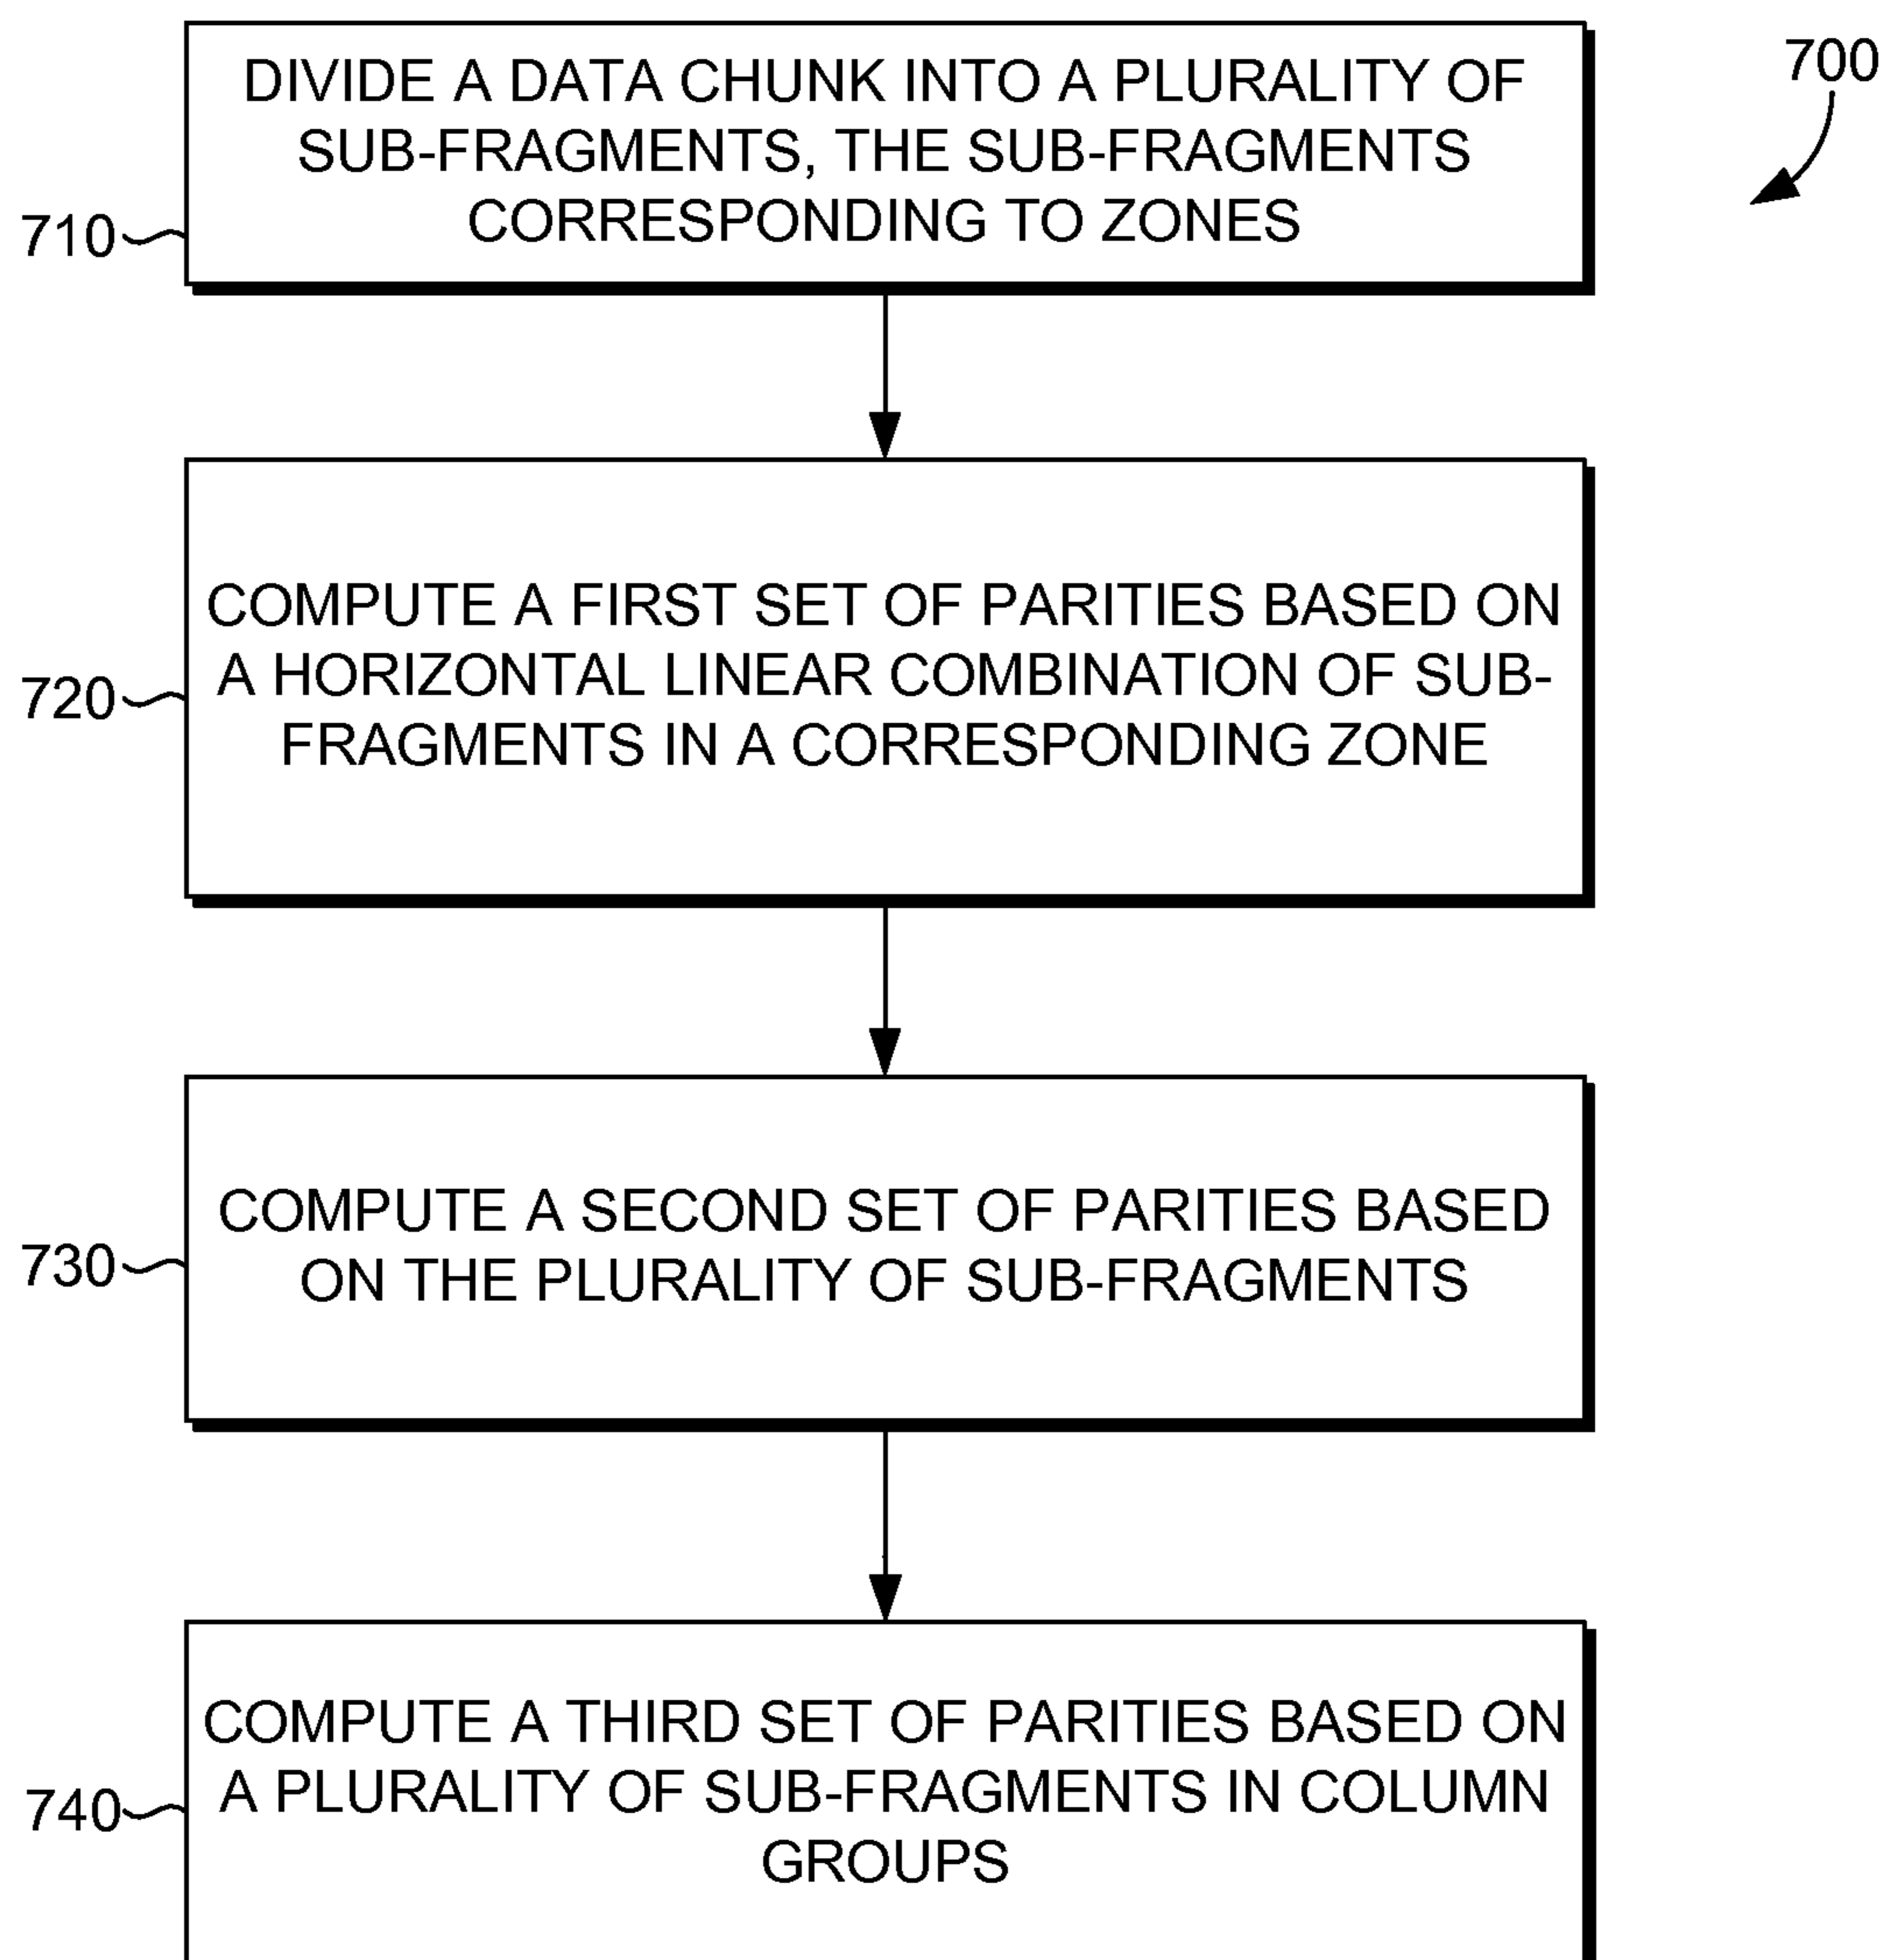 700
DIVIDE A DATA CHUNK INTO A PLURALITY OF
SUB-FRAGMENTS, THE SUB-FRAGMENTS
CORRESPONDING TO ZONES
710
COMPUTE A FIRST SET OF PARITIES BASED ON
A HORIZONTAL LINEAR COMBINATION OF SUB-
FRAGMENTS IN A CORRESPONDING ZONE
720
COMPUTE A SECOND SET OF PARITIES BASED
ON THE PLURALITY OF SUB-FRAGMENTS
730
COMPUTE A THIRD SET OF PARITIES BASED ON
A PLURALITY OF SUB-FRAGMENTS IN COLUMN
GROUPS
740